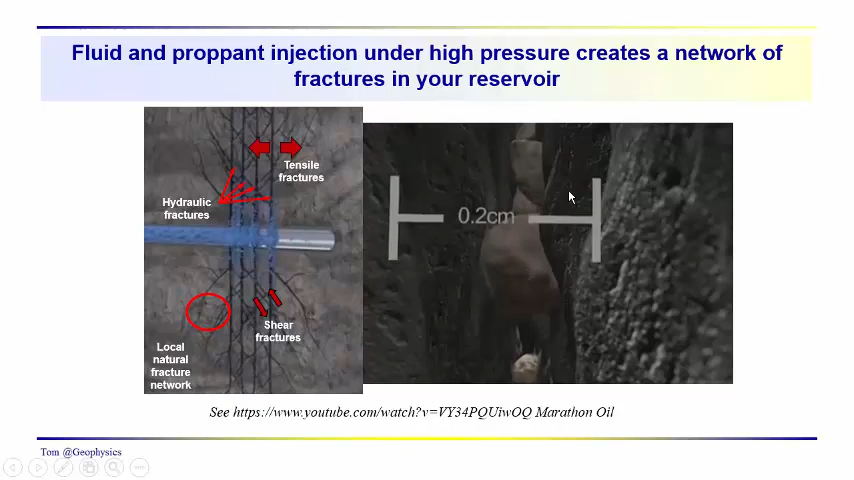 Fluid and proppant injection under high pressure creates a network of
fractures in your reservoir
Tensile
fractures
Hydraulic
fractures
0.2cm
Shear
fractures
Local
natural
fracture
network
See https://www.youtube.com/watch?v=VY34PQUiwOQ Marathon Oil
Tom @Geophysics